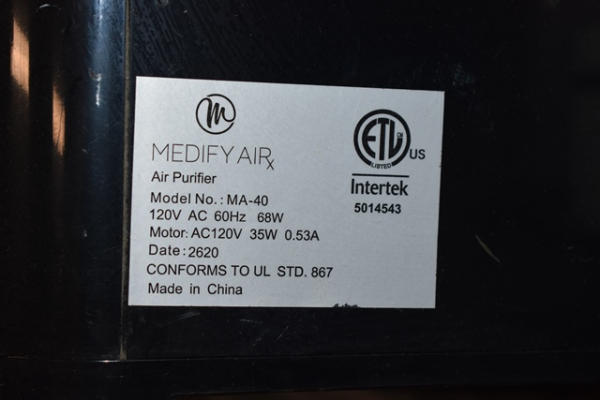 m
MEDIFY AIRx
Air Purifier
Model No.: MA-40
120V AC 60Hz 68W
Motor: AC120V 35W 0.53A
Date: 2620
CONFORMS TO UL STD. 867
Made in China
ETL US
LISTED
Intertek
5014543